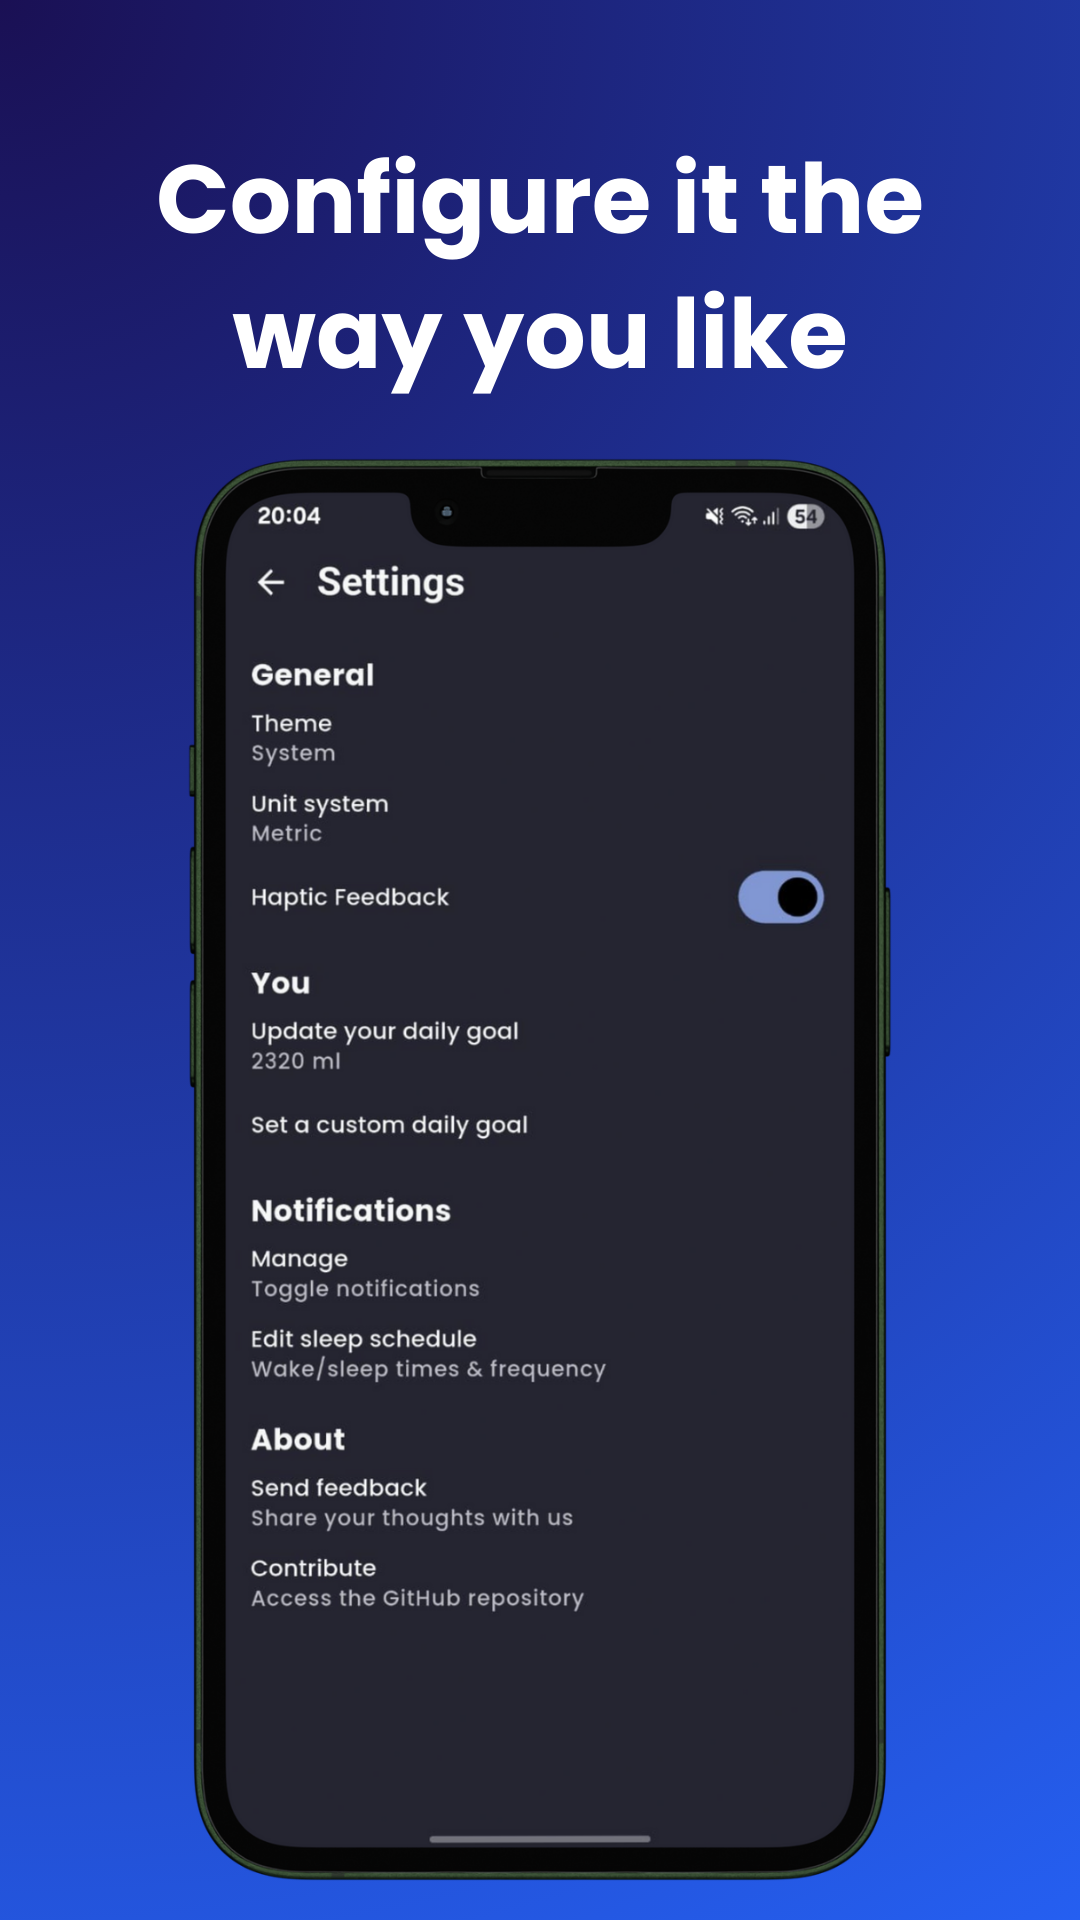 Configure it the
way you like
20:04
54
Settings
General
Theme
System
Unit system
Metric
Haptic Feedback
You
Update your daily goal
2320 ml
Set a custom daily goal
Notifications
Manage
Toggle notifications
Edit sleep schedule
Wake/sleep times & frequency
About
Send feedback
Share your thoughts with us
Contribute
Access the GitHub repository